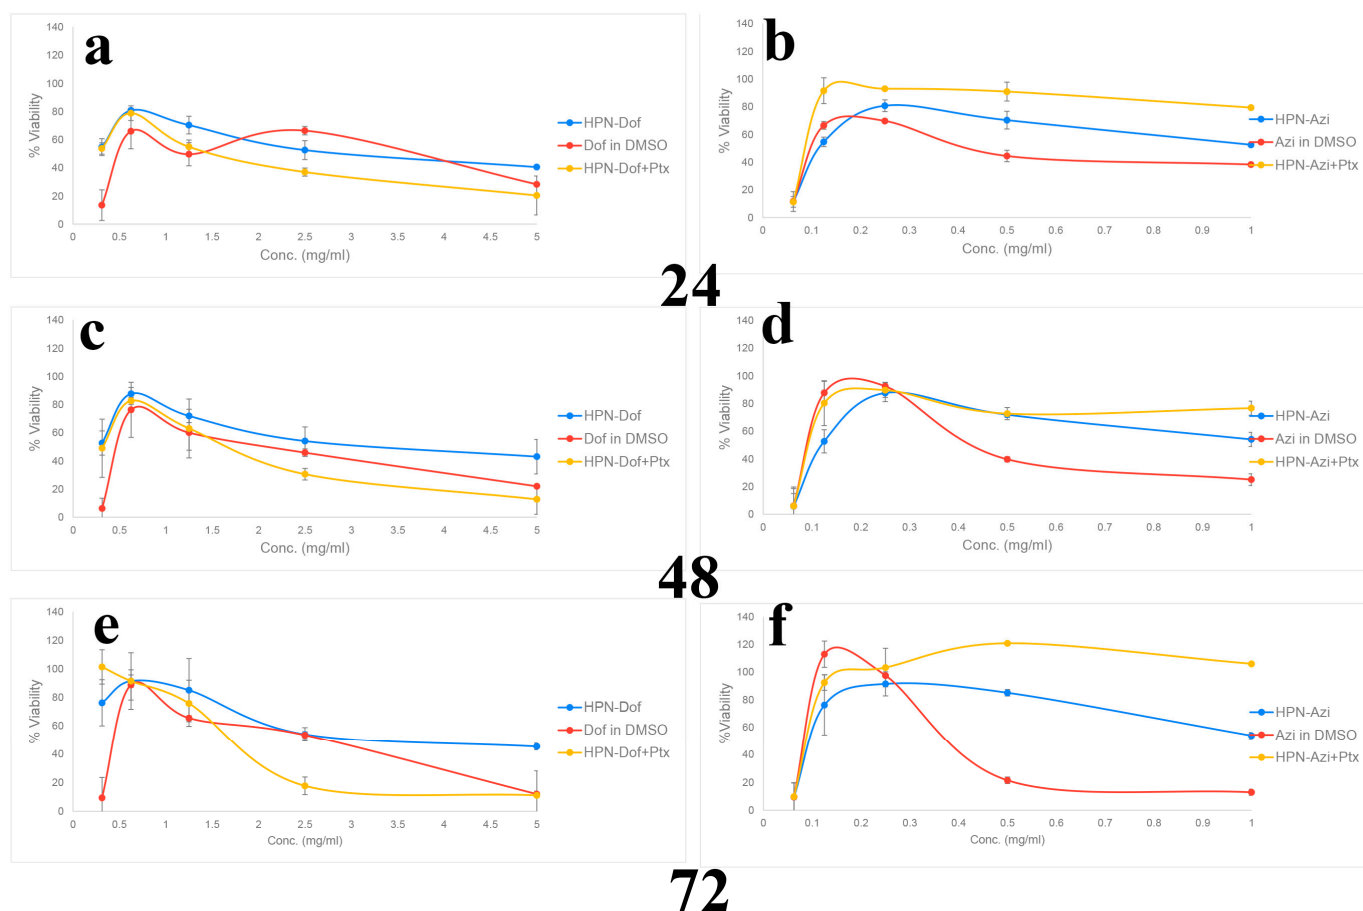 a
140
120
100
80
60
40
20
0
% Viability
0 0.5 1 1.5 2 2.5 3 3.5 4 4.5 5
Conc. (mg/ml)
HPN-Dof
Dof in DMSO
HPN-Dof+Ptx
b
140
120
100
80
60
40
20
0
% Viability
0 0.1 0.2 0.3 0.4 0.5 0.6 0.7 0.8 0.9 1
Conc. (mg/ml)
HPN-Azi
Azi in DMSO
HPN-Azi+Ptx
24
c
140
120
100
80
60
40
20
0
% Viability
0 0.5 1 1.5 2 2.5 3 3.5 4 4.5 5
Conc. (mg/ml)
HPN-Dof
Dof in DMSO
HPN-Dof+Ptx
d
140
120
100
80
60
40
20
0
% Viability
0 0.1 0.2 0.3 0.4 0.5 0.6 0.7 0.8 0.9 1
Conc. (mg/ml)
HPN-Azi
Azi in DMSO
HPN-Azi+Ptx
48
e
140
120
100
80
60
40
20
0
% Viability
0 0.5 1 1.5 2 2.5 3 3.5 4 4.5 5
Conc. (mg/ml)
HPN-Dof
Dof in DMSO
HPN-Dof+Ptx
f
140
120
100
80
60
40
20
0
%Viability
0 0.1 0.2 0.3 0.4 0.5 0.6 0.7 0.8 0.9 1
Conc. (mg/ml)
HPN-Azi
Azi in DMSO
HPN-Azi+Ptx
72